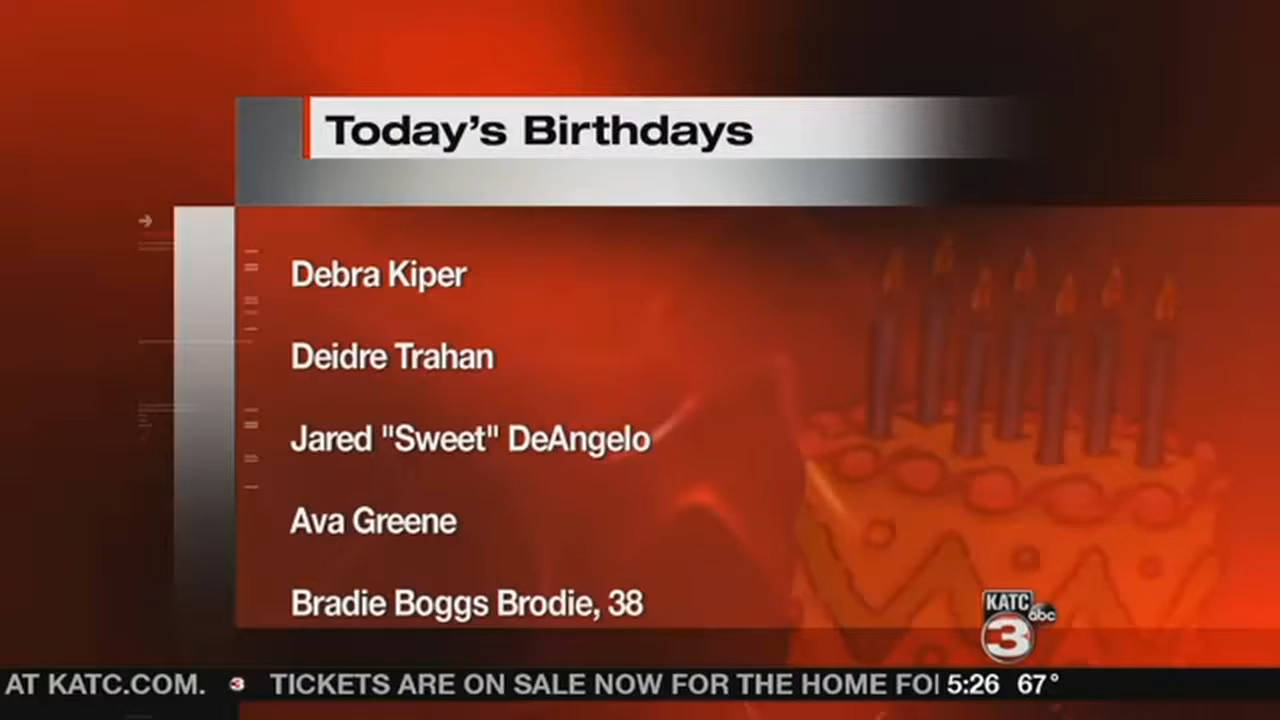 Today's Birthdays
Debra Kiper
Deidre Trahan
Jared "Sweet" DeAngelo
Ava Greene
Bradie Boggs Brodie, 38
KATC
abc
3
AT KATC.COM. 3 TICKETS ARE ON SALE NOW FOR THE HOME 5:26 67°